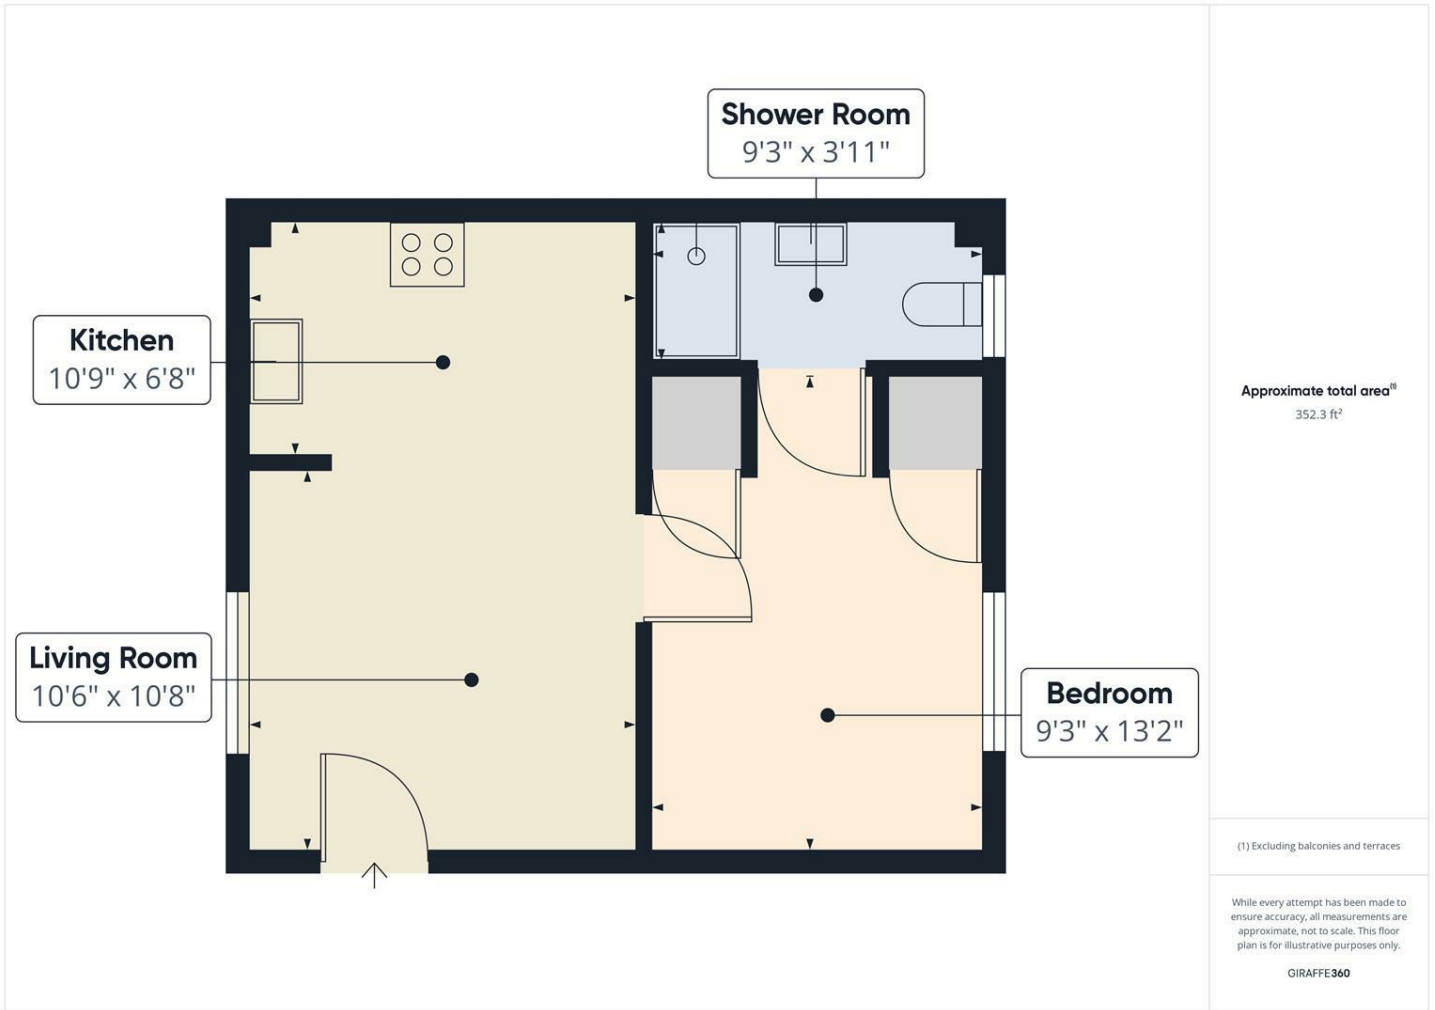 Shower Room
9'3" x 3'11"
Kitchen
10'9" x 6'8"
Living Room
10'6" x 10'8"
Bedroom
9'3" x 13'2"
Approximate total area(1)
352.3 ft²
(1) Excluding balconies and terraces
While every attempt has been made to
ensure accuracy, all measurements are
approximate, not to scale. This floor
plan is for illustrative purposes only.
GIRAFFE360